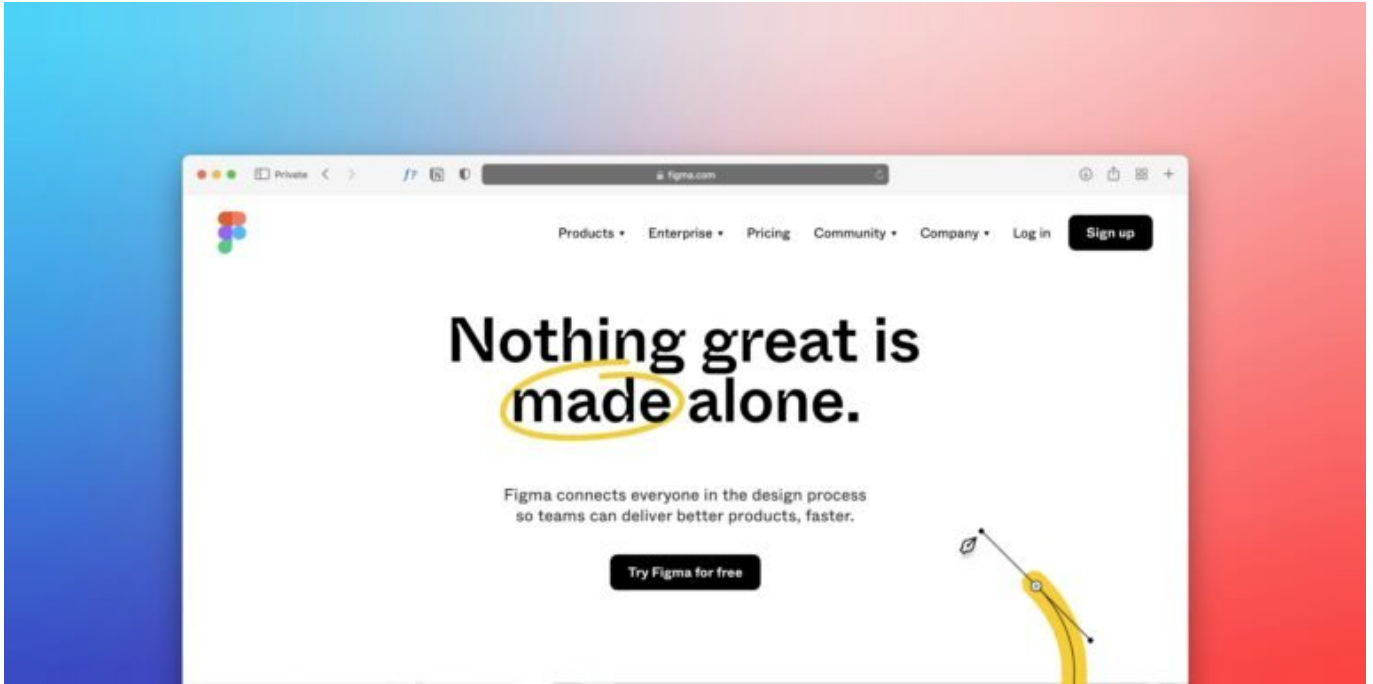 Private
figma.com
Products Enterprise Pricing Community Company Log in Sign up
Nothing great is
made alone.
Figma connects everyone in the design process
so teams can deliver better products, faster.
Try Figma for free